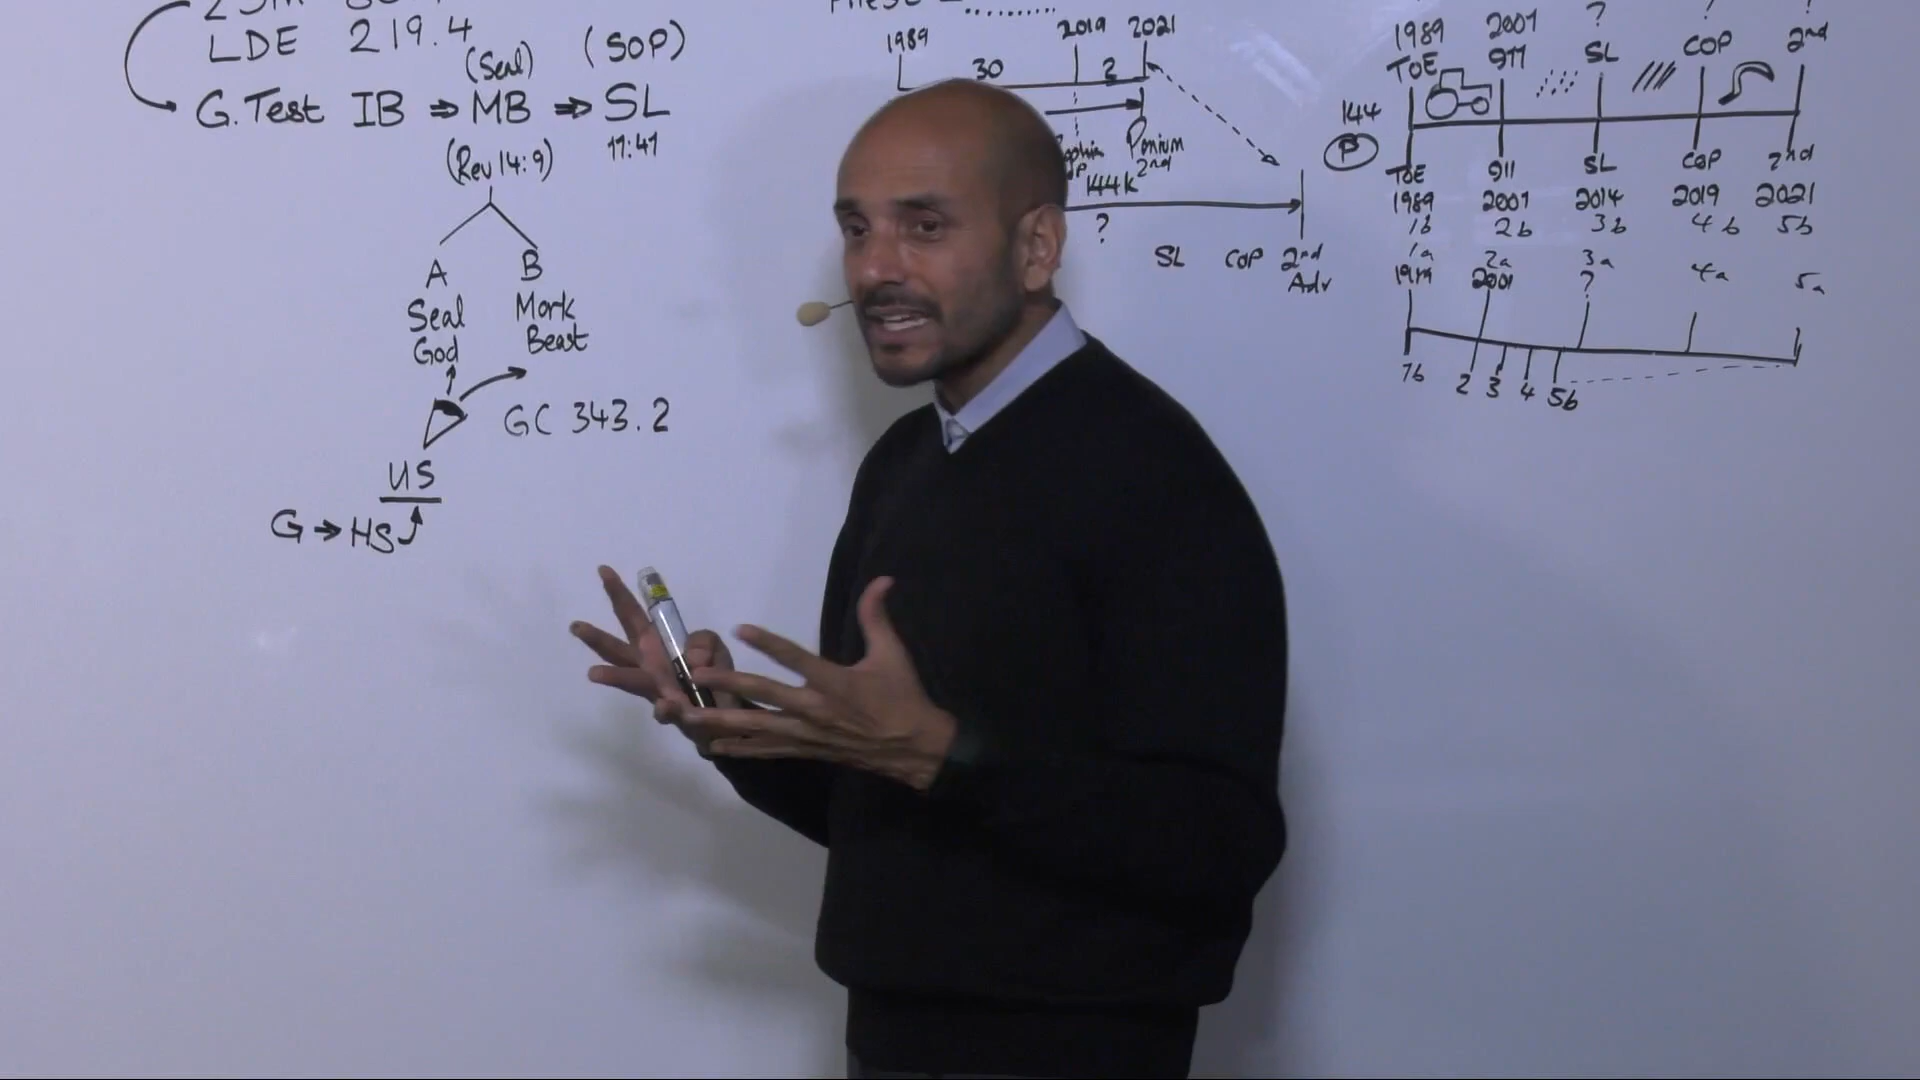 LDE 219.4
(Seal) (SOP)
G.Test IB ⇒ MB ⇒ SL
(Rev 14:9) 11:41
A B
Seal Mark
God Beast
GC 343.2
US
G → HS
1989 2019 2021
30 2
Panium
2nd
144K
?
SL COP 2nd
Adv
1989 2001 ? ?
TOE 911 SL COP 2nd
144
P
TOE 911 SL COP 2nd
1989 2001 2014 2019 2021
1b 2b 3b 4b 5b
1a 2a 3a 4a 5a
1989 2001 ?
1b 2 3 4 5b